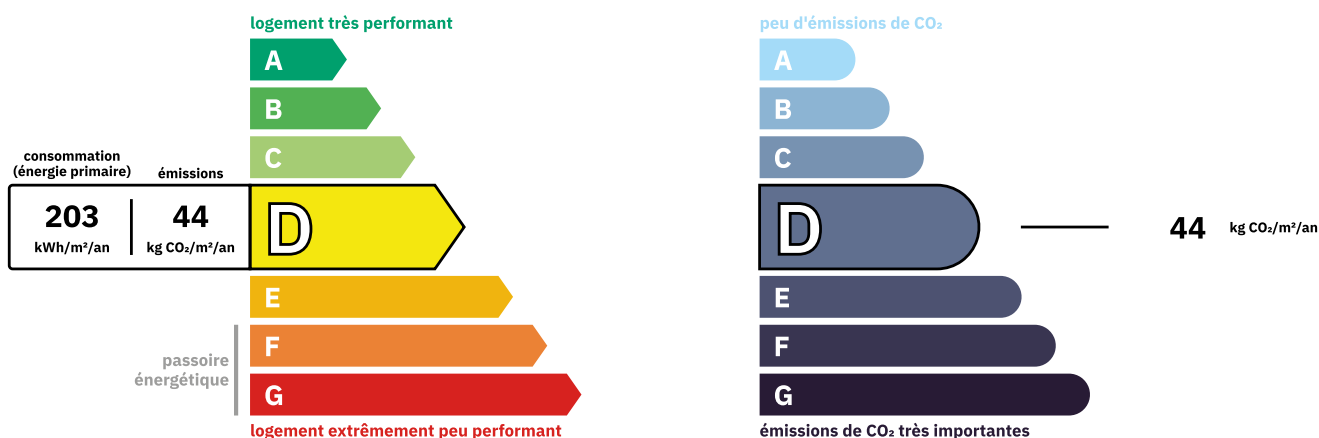 logement très performant
A
B
C
consommation
(énergie primaire)
émissions
203
kWh/m²/an
44
kg CO₂/m²/an
D
E
F
G
passoire
énergétique
logement extrêmement peu performant
peu d'émissions de CO₂
A
B
C
D
44
kg CO₂/m²/an
E
F
G
émissions de CO₂ très importantes